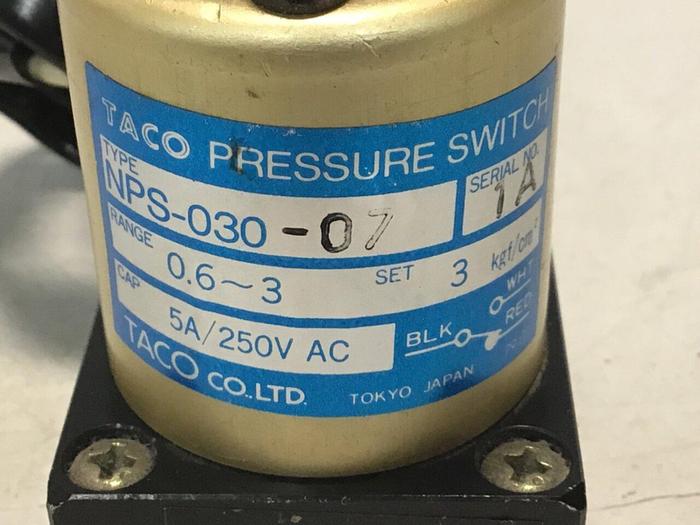 TACO PRESSURE SWITCH
TYPE NPS-030 -07
SERIAL NO. 1A
RANGE 0.6~3 SET 3 kgf/cm²
CAP 5A/250V AC
WHT
BLK RED
TACO CO.,LTD. TOKYO JAPAN